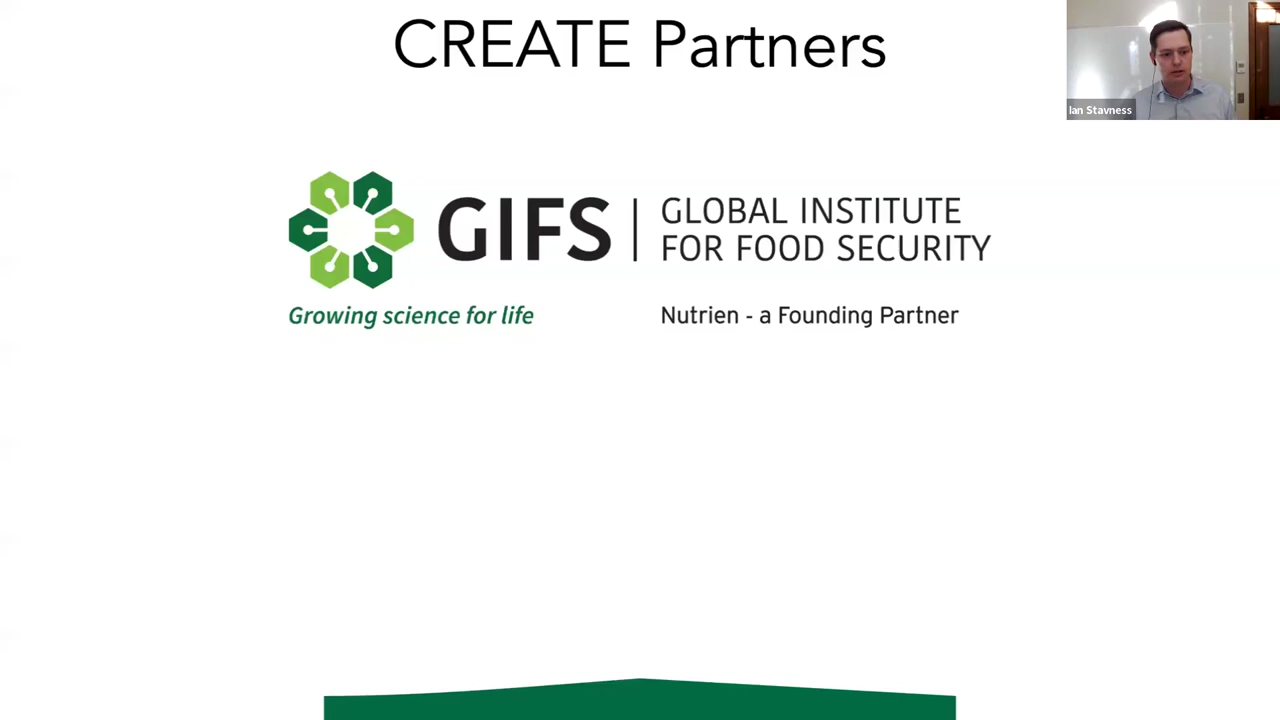 CREATE Partners
Ian Stavness
GIFS
GLOBAL INSTITUTE
FOR FOOD SECURITY
Growing science for life
Nutrien - a Founding Partner